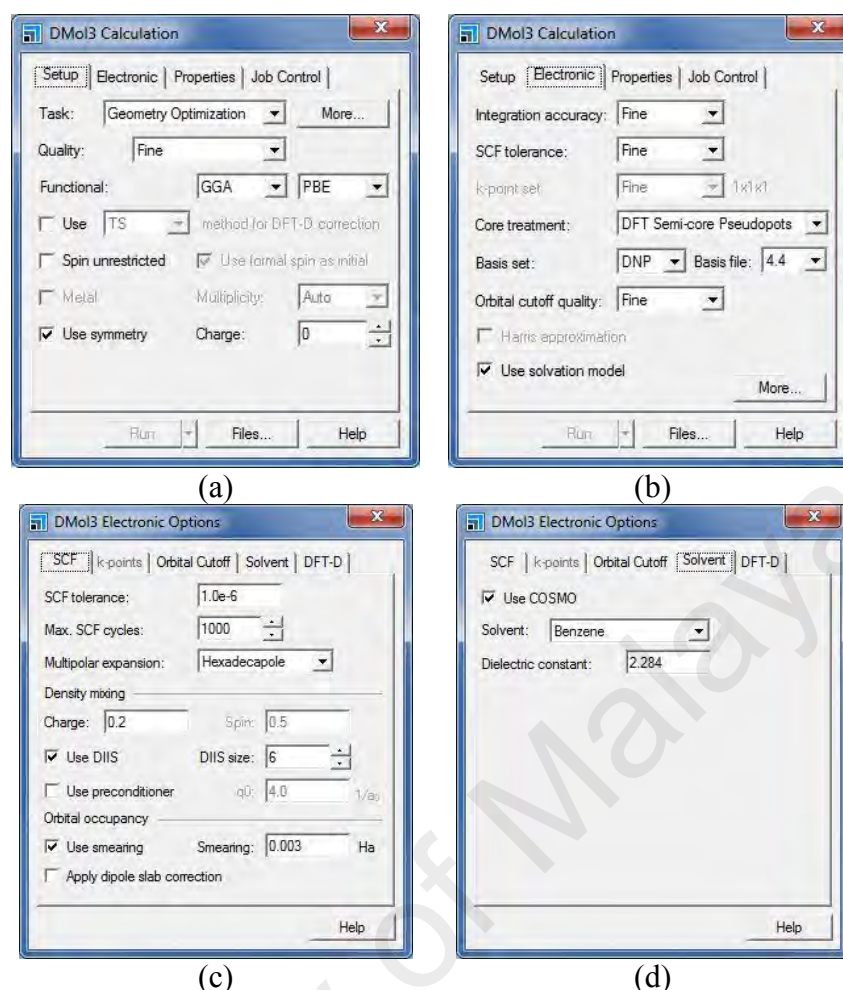 DMol3 Calculation
Setup Electronic Properties Job Control
Task: Geometry Optimization More...
Quality: Fine
Functional: GGA PBE
Use TS method for DFT-D correction
Spin unrestricted Use formal spin as initial
Metal Multiplicity: Auto
Use symmetry Charge: 0
Run Files... Help
(a)
DMol3 Calculation
Setup Electronic Properties Job Control
Integration accuracy: Fine
SCF tolerance: Fine
k-point set: Fine 1x1x1
Core treatment: DFT Semi-core Pseudopots
Basis set: DNP Basis file: 4.4
Orbital cutoff quality: Fine
Harris approximation
Use solvation model
More...
Run Files... Help
(b)
DMol3 Electronic Options
SCF k-points Orbital Cutoff Solvent DFT-D
SCF tolerance: 1.0e-6
Max. SCF cycles: 1000
Multipolar expansion: Hexadecapole
Density mixing
Charge: 0.2 Spin: 0.5
Use DIIS DIIS size: 6
Use preconditioner q0: 4.0 1/a0
Orbital occupancy
Use smearing Smearing: 0.003 Ha
Apply dipole slab correction
Help
(c)
DMol3 Electronic Options
SCF k-points Orbital Cutoff Solvent DFT-D
Use COSMO
Solvent: Benzene
Dielectric constant: 2.284
Help
(d)
of Malaya